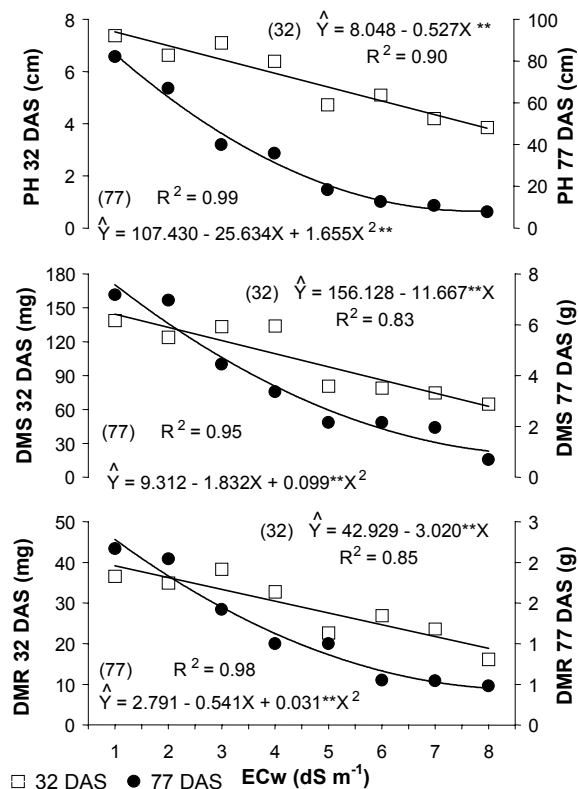 (32) Ŷ = 8.048 - 0.527X **
R² = 0.90
(77) R² = 0.99
Ŷ = 107.430 - 25.634X + 1.655X²**
PH 32 DAS (cm)
8
6
4
2
0
PH 77 DAS (cm)
100
80
60
40
20
0
(32) Ŷ = 156.128 - 11.667**X
R² = 0.83
(77) R² = 0.95
Ŷ = 9.312 - 1.832X + 0.099**X²
DMS 32 DAS (mg)
180
150
120
90
60
30
0
DMS 77 DAS (g)
8
6
4
2
0
(32) Ŷ = 42.929 - 3.020**X
R² = 0.85
(77) R² = 0.98
Ŷ = 2.791 - 0.541X + 0.031**X²
DMR 32 DAS (mg)
50
40
30
20
10
0
DMR 77 DAS (g)
3
2
2
1
1
0
1 2 3 4 5 6 7 8
□ 32 DAS ● 77 DAS ECw (dS m⁻¹)